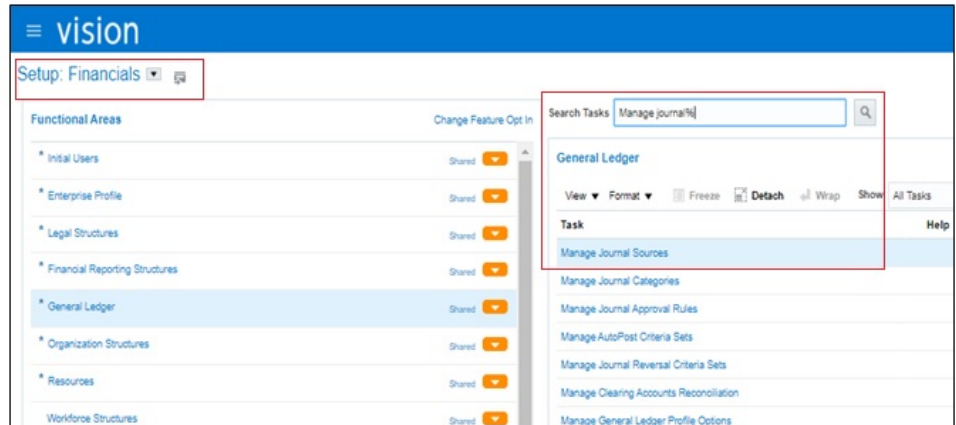 ≡ vision
Setup: Financials
Functional Areas
Change Feature Opt In
* Initial Users
Shared
* Enterprise Profile
Shared
* Legal Structures
Shared
* Financial Reporting Structures
Shared
* General Ledger
Shared
* Organization Structures
Shared
* Resources
Shared
Workforce Structures
Shared
Search Tasks Manage journal%
General Ledger
View ▼ Format ▼ Freeze Detach Wrap Show All Tasks
Task Help
Manage Journal Sources
Manage Journal Categories
Manage Journal Approval Rules
Manage AutoPost Criteria Sets
Manage Journal Reversal Criteria Sets
Manage Clearing Accounts Reconciliation
Manage General Ledger Profile Options